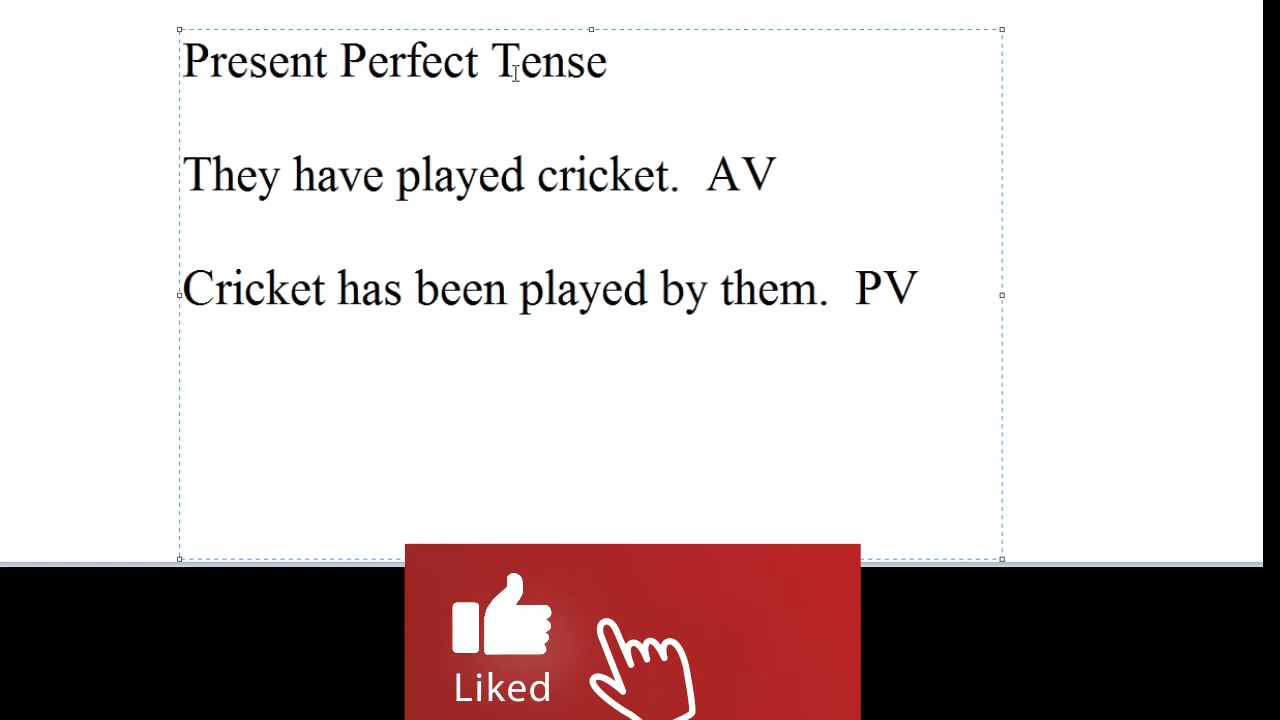 Present Perfect Tense
They have played cricket.  AV
Cricket has been played by them.  PV
Liked